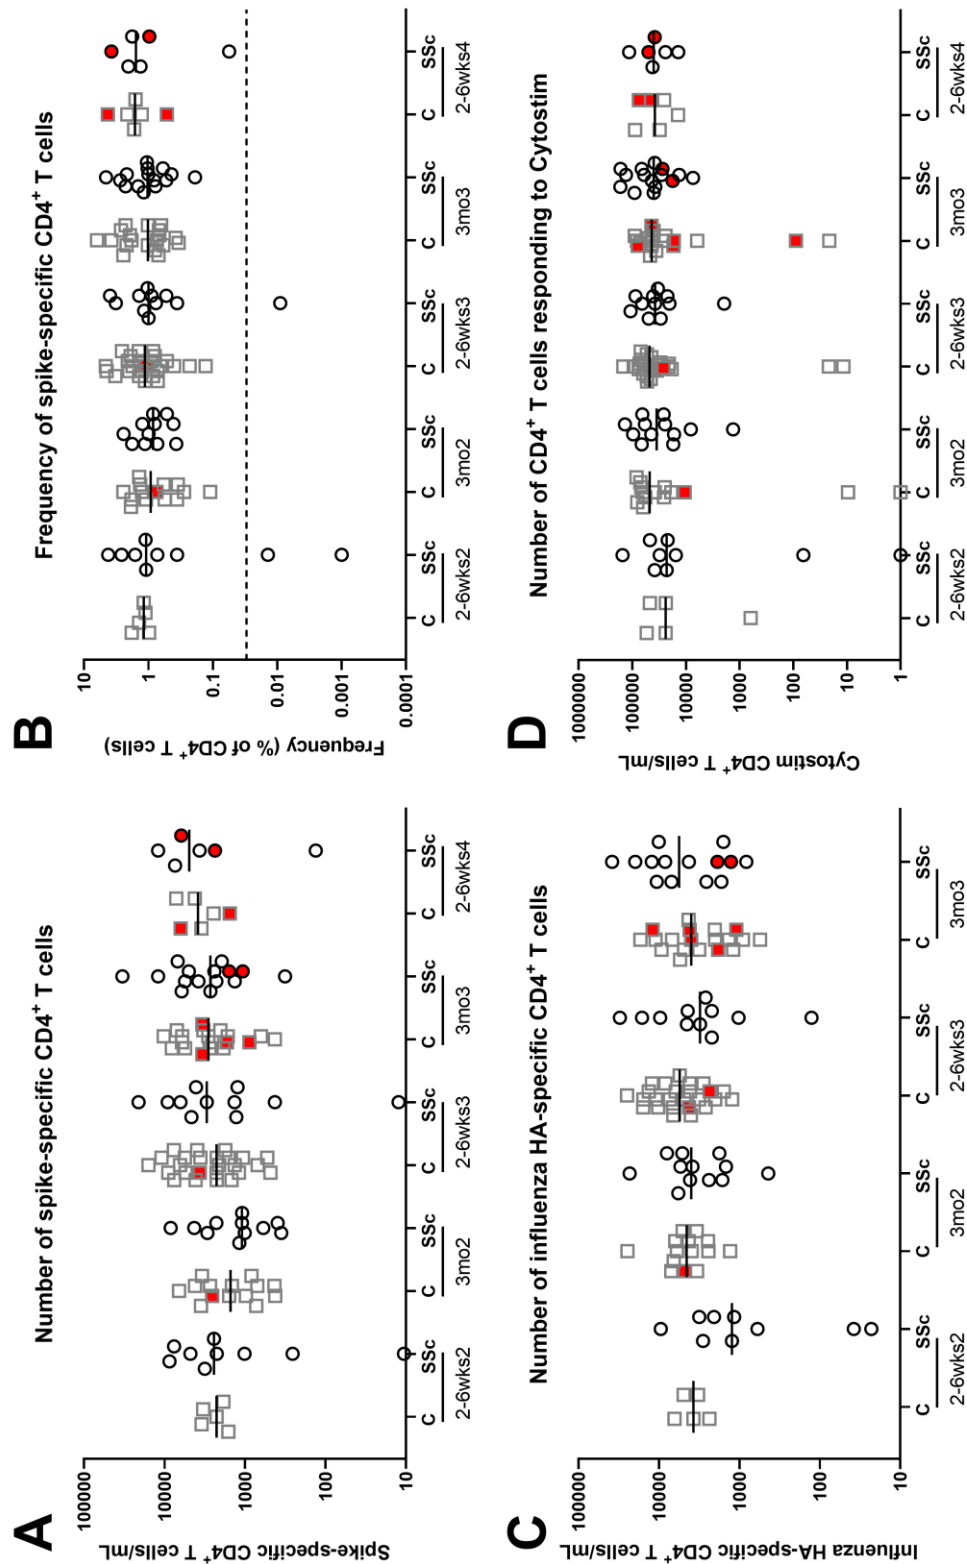 A
Number of spike-specific CD4⁺ T cells
Spike-specific CD4⁺ T cells/mL
100000
10000
1000
100
10
C SSc C SSc C SSc C SSc C SSc
2-6wks2 3mo2 2-6wks3 3mo3 2-6wks4
B
Frequency of spike-specific CD4⁺ T cells
Frequency (% of CD4⁺ T cells)
10
1
0.1
0.01
0.001
0.0001
C SSc C SSc C SSc C SSc C SSc
2-6wks2 3mo2 2-6wks3 3mo3 2-6wks4
C
Number of influenza HA-specific CD4⁺ T cells
Influenza HA-specific CD4⁺ T cells/mL
100000
10000
1000
100
10
C SSc C SSc C SSc C SSc
2-6wks2 3mo2 2-6wks3 3mo3
D
Number of CD4⁺ T cells responding to Cytostim
Cytostim CD4⁺ T cells/mL
1000000
100000
10000
1000
100
10
1
C SSc C SSc C SSc C SSc C SSc
2-6wks2 3mo2 2-6wks3 3mo3 2-6wks4